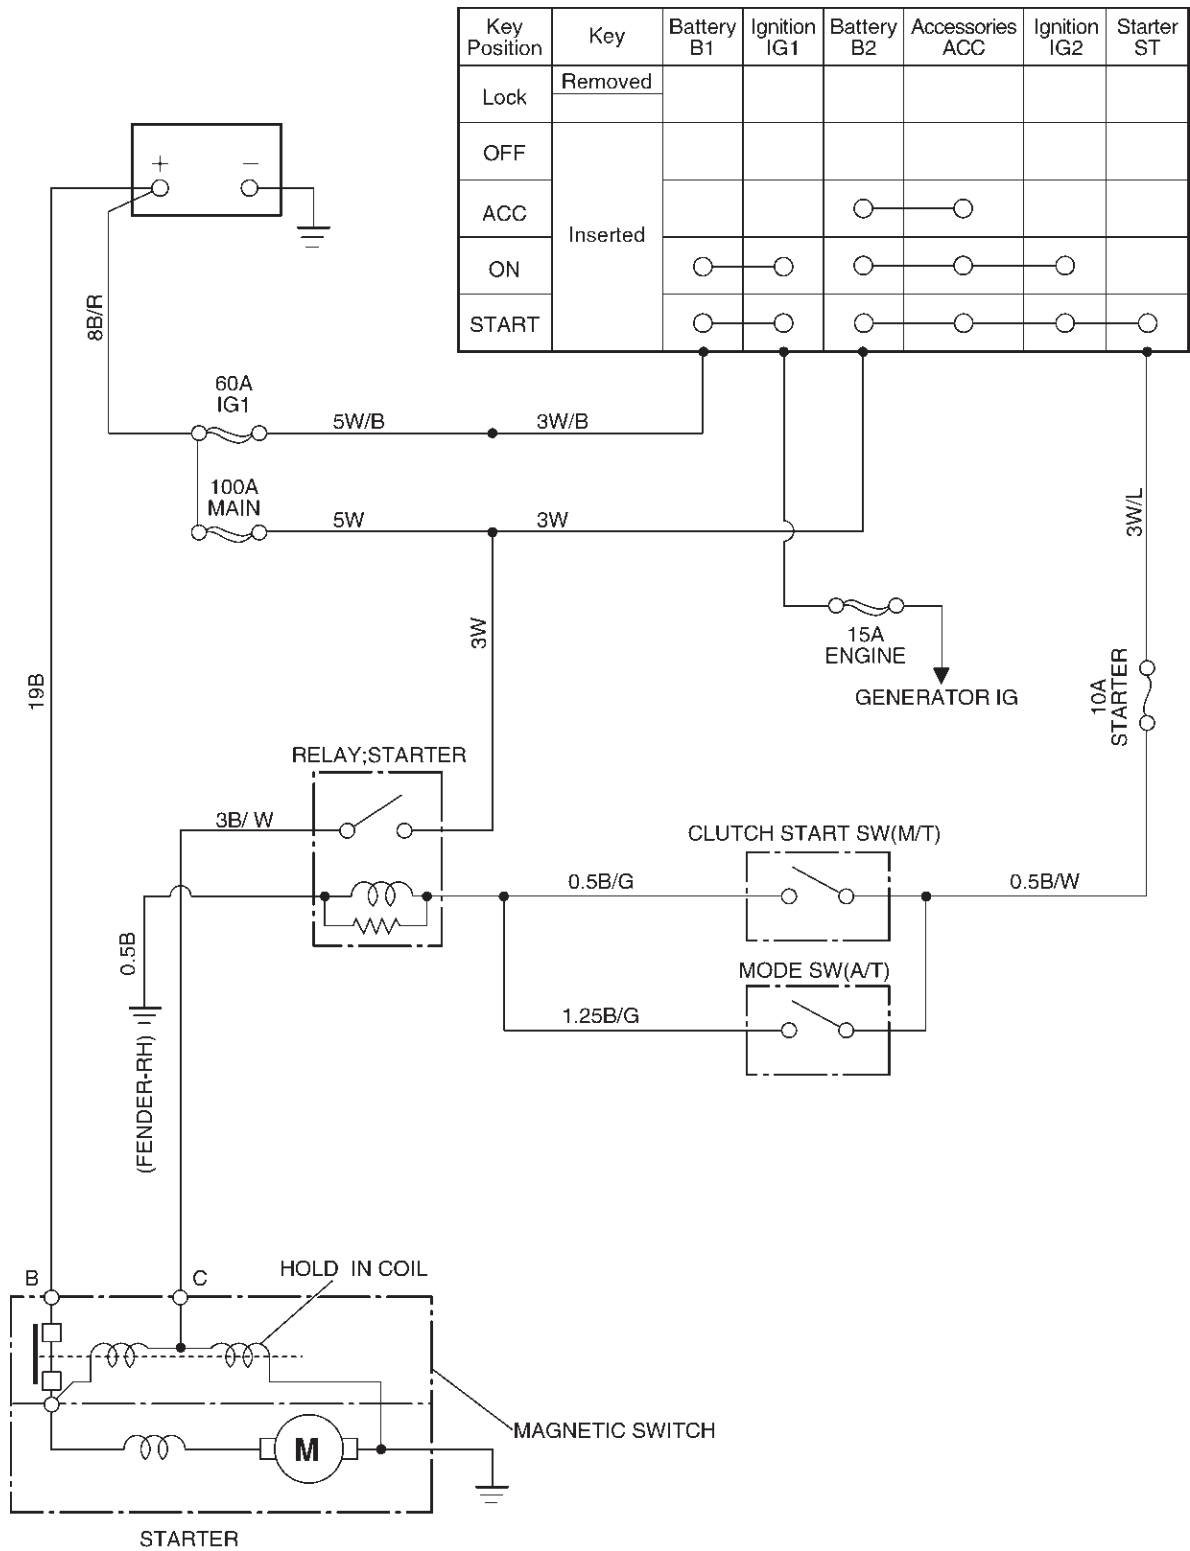 Key Position
Key
Battery B1
Ignition IG1
Battery B2
Accessories ACC
Ignition IG2
Starter ST
Lock
Removed
OFF
ACC
Inserted
ON
START
+
−
8B/R
60A
IG1
5W/B
3W/B
100A
MAIN
5W
3W
3W/L
3W
15A
ENGINE
GENERATOR IG
10A
STARTER
19B
RELAY;STARTER
3B/ W
CLUTCH START SW(M/T)
0.5B/G
0.5B/W
0.5B
MODE SW(A/T)
1.25B/G
(FENDER-RH)
B
C
HOLD IN COIL
MAGNETIC SWITCH
M
STARTER